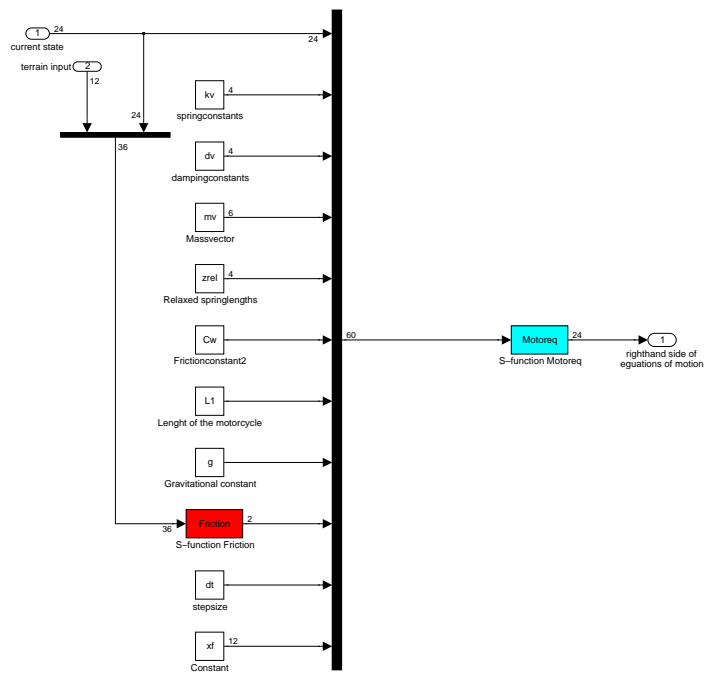 1
24
current state
24
terrain input
2
12
24
36
kv
4
springconstants
dv
4
dampingconstants
mv
6
Massvector
zrel
4
Relaxed springlengths
Cw
Frictionconstant2
60
Motoreq
24
S−function Motoreq
1
righthand side of
eguations of motion
L1
Lenght of the motorcycle
g
Gravitational constant
36
Friction
2
S−function Friction
dt
stepsize
xf
12
Constant